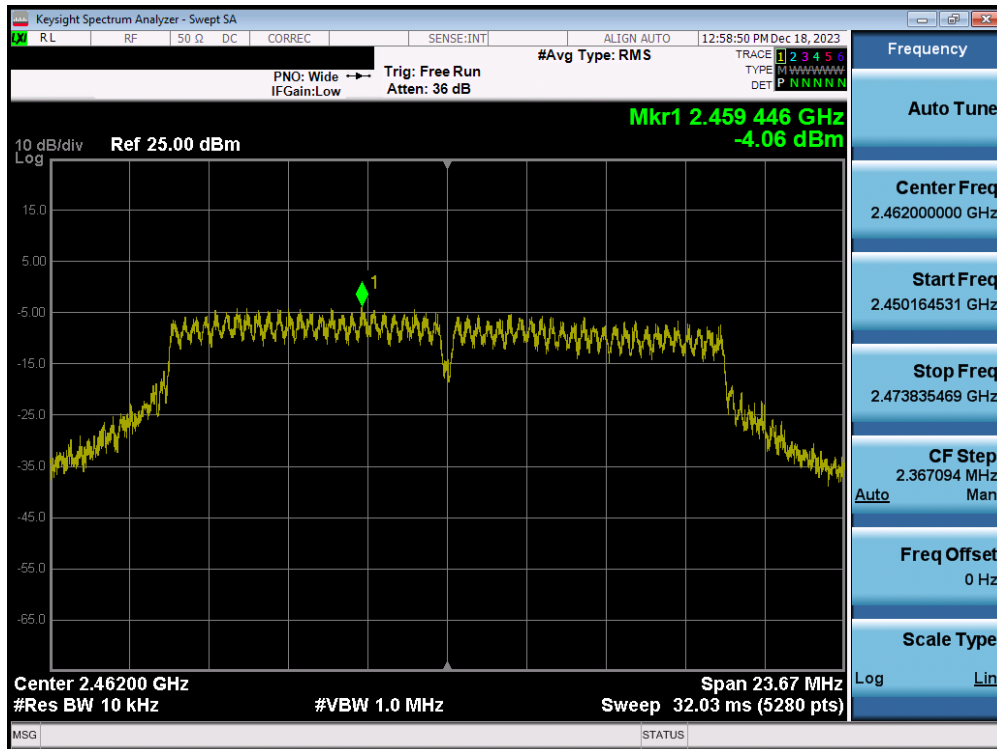 Keysight Spectrum Analyzer - Swept SA
LXI RL RF 50 Ω DC CORREC SENSE:INT ALIGN AUTO 12:58:50 PM Dec 18, 2023
PNO: Wide
IFGain:Low
Trig: Free Run
Atten: 36 dB
#Avg Type: RMS
TRACE 1 2 3 4 5 6
TYPE M WWWWW
DET P N N N N N
Mkr1 2.459 446 GHz
-4.06 dBm
10 dB/div Ref 25.00 dBm
Log
15.0
5.00
1
-5.00
-15.0
-25.0
-35.0
-45.0
-55.0
-65.0
Center 2.46200 GHz Span 23.67 MHz
#Res BW 10 kHz #VBW 1.0 MHz Sweep 32.03 ms (5280 pts)
MSG STATUS
Frequency
Auto Tune
Center Freq
2.462000000 GHz
Start Freq
2.450164531 GHz
Stop Freq
2.473835469 GHz
CF Step
2.367094 MHz
Auto Man
Freq Offset
0 Hz
Scale Type
Log Lin